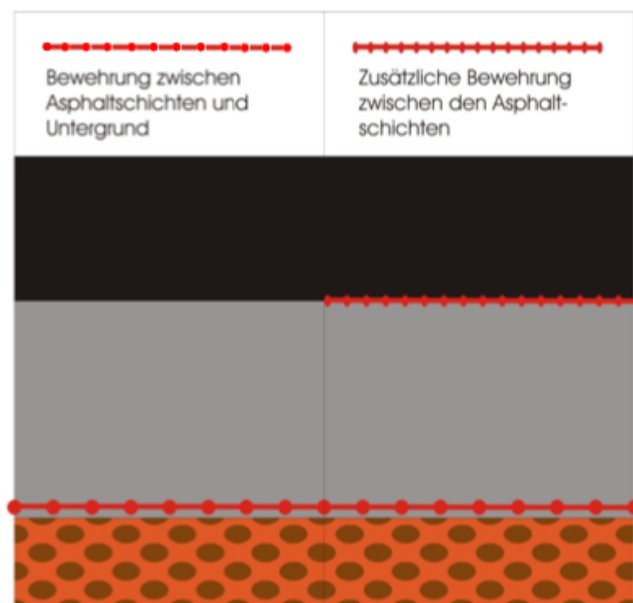 Bewehrung zwischen
Asphaltschichten und
Untergrund
Zusätzliche Bewehrung
zwischen den Asphalt-
schichten